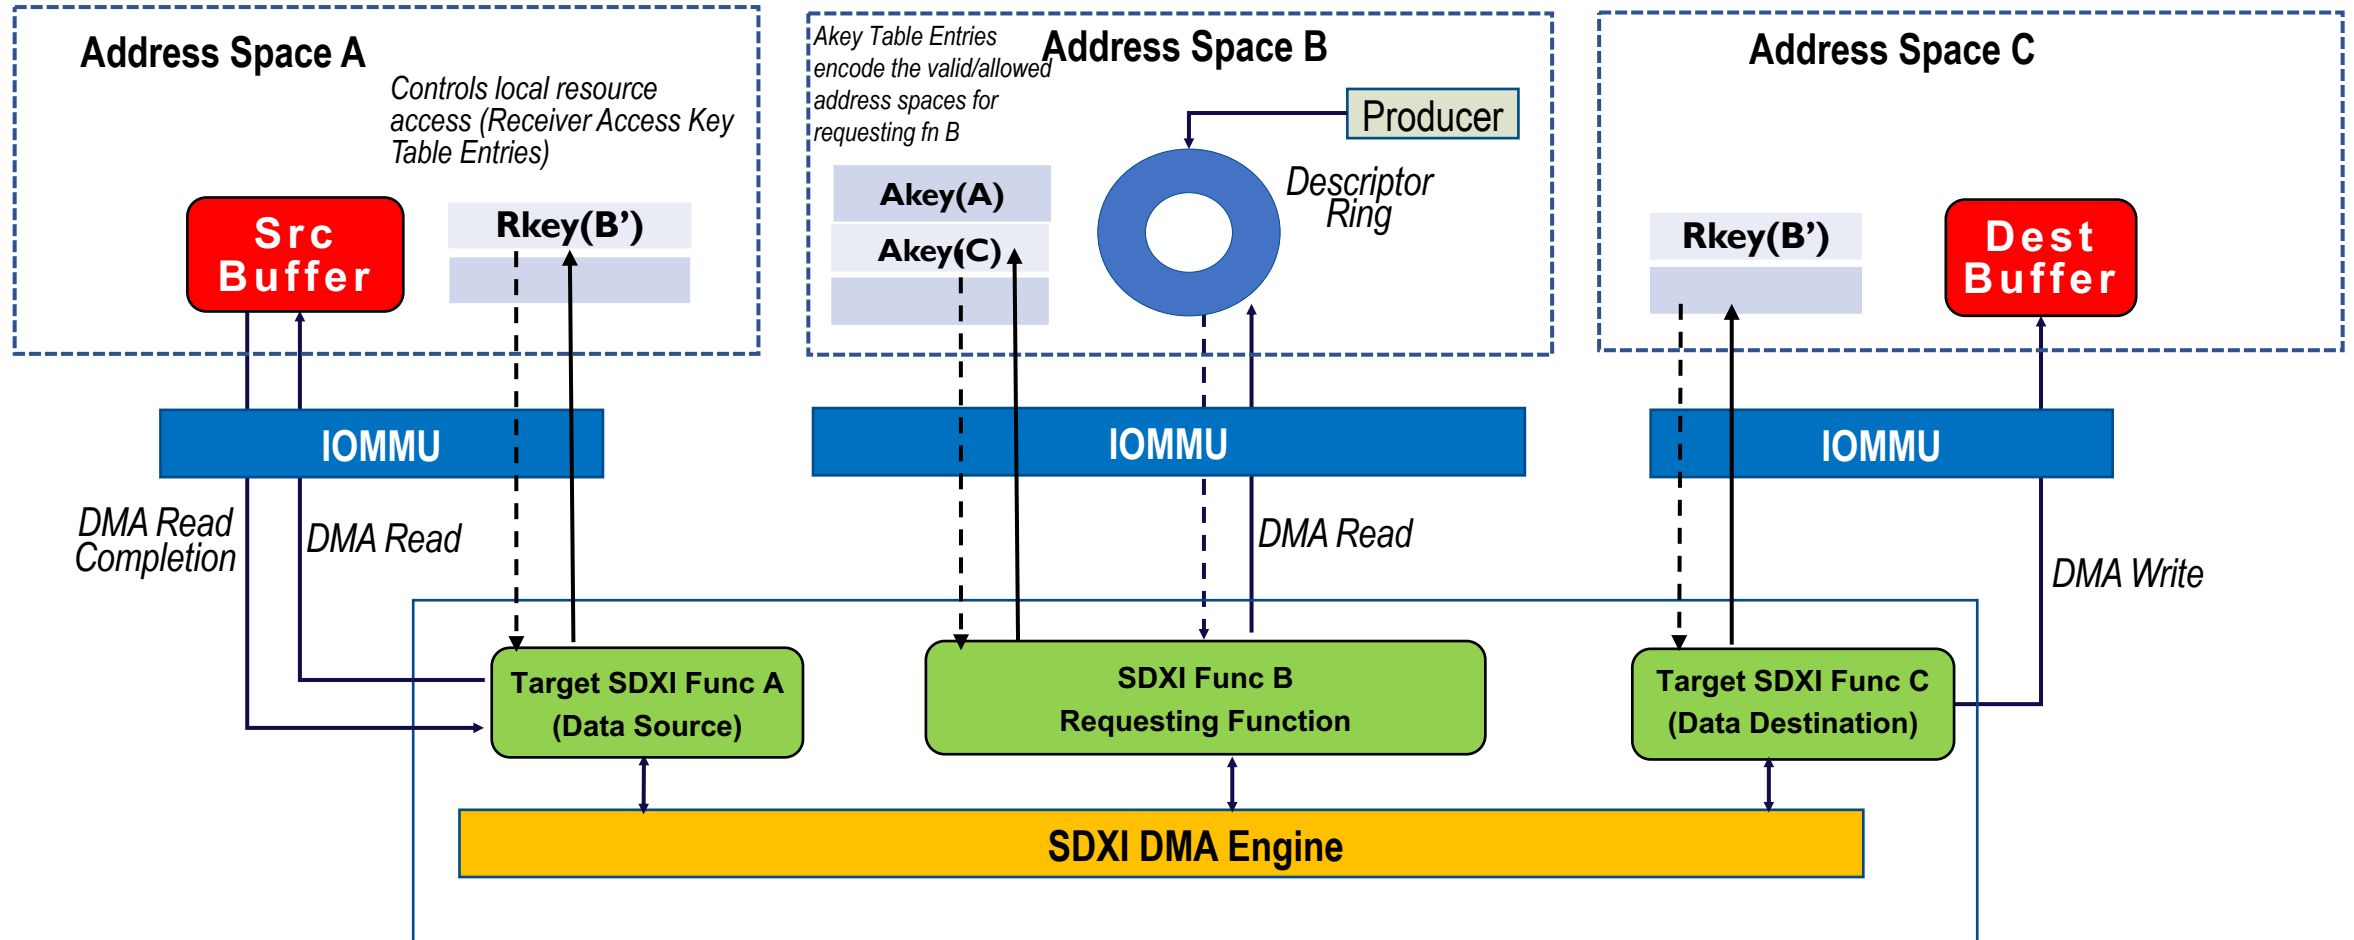 Address Space A
Controls local resource
access (Receiver Access Key
Table Entries)
Src
Buffer
Rkey(B’)
IOMMU
DMA Read
Completion
DMA Read
Target SDXI Func A
(Data Source)
Akey Table Entries
encode the valid/allowed
address spaces for
requesting fn B
Address Space B
Producer
Descriptor
Ring
Akey(A)
Akey(C)
IOMMU
DMA Read
SDXI Func B
Requesting Function
Address Space C
Rkey(B’)
Dest
Buffer
IOMMU
DMA Write
Target SDXI Func C
(Data Destination)
SDXI DMA Engine